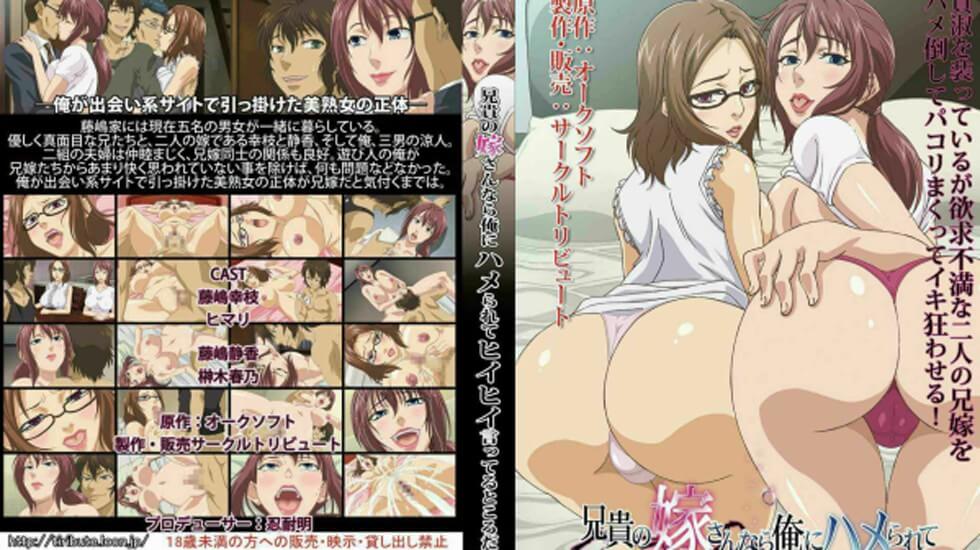 ―俺が出会い系サイトで引っ掛けた美熟女の正体―
藤嶋家には現在五名の男女が一緒に暮らしている。
優しく真面目な兄たちと、二人の嫁である幸枝と静香、そして俺、三男の涼人。
二組の夫婦は仲睦まじく、兄嫁同士の関係も良好。遊び人の俺が
兄嫁たちからあまり快く思われていない事を除けば、何も問題などなかった。
俺が出会い系サイトで引っ掛けた美熟女の正体が兄嫁だと気付くまでは。
CAST
藤嶋幸枝
ヒマリ
藤嶋静香
榊木春乃
原作：オークソフト
製作・販売サークルトリビュート
プロデューサー：忍耐明
http://tiributo.loon.jp/
18歳未満の方への販売・映示・貸し出し禁止
兄貴の嫁さんなら俺にハメられてヒイヒイ言ってるところだ
原作：オークソフト
製作・販売：サークルトリビュート
貞淑を装っているが欲求不満な二人の兄嫁を
ハメ倒してパコリまくってイキ狂わせる！
兄貴の嫁さんなら俺にハメられて